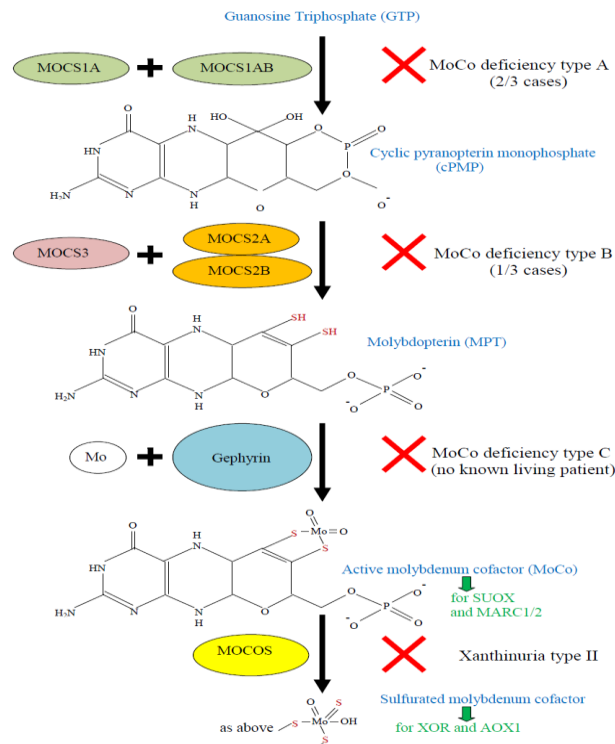 Guanosine Triphosphate (GTP)
MOCS1A
+
MOCS1AB
MoCo deficiency type A
(2/3 cases)
O
H
N
HO
OH
O
O
P
HN
Cyclic pyranopterin monophosphate
(cPMP)
H₂N
N
N
H
O
O
O-
MOCS3
+
MOCS2A
MOCS2B
MoCo deficiency type B
(1/3 cases)
SH
O
H
N
SH
HN
Molybdopterin (MPT)
H₂N
N
N
H
O
O
P
O-
-O
O
Mo
+
Gephyrin
MoCo deficiency type C
(no known living patient)
O
H
N
O
S
Mo
O
S
HN
Active molybdenum cofactor (MoCo)
H₂N
N
N
H
O
O
P
O-
-O
O
for SUOX
and MARC1/2
MOCOS
Xanthinuria type II
Sulfurated molybdenum cofactor
as above
O
S
S
Mo
OH
S
for XOR and AOX1